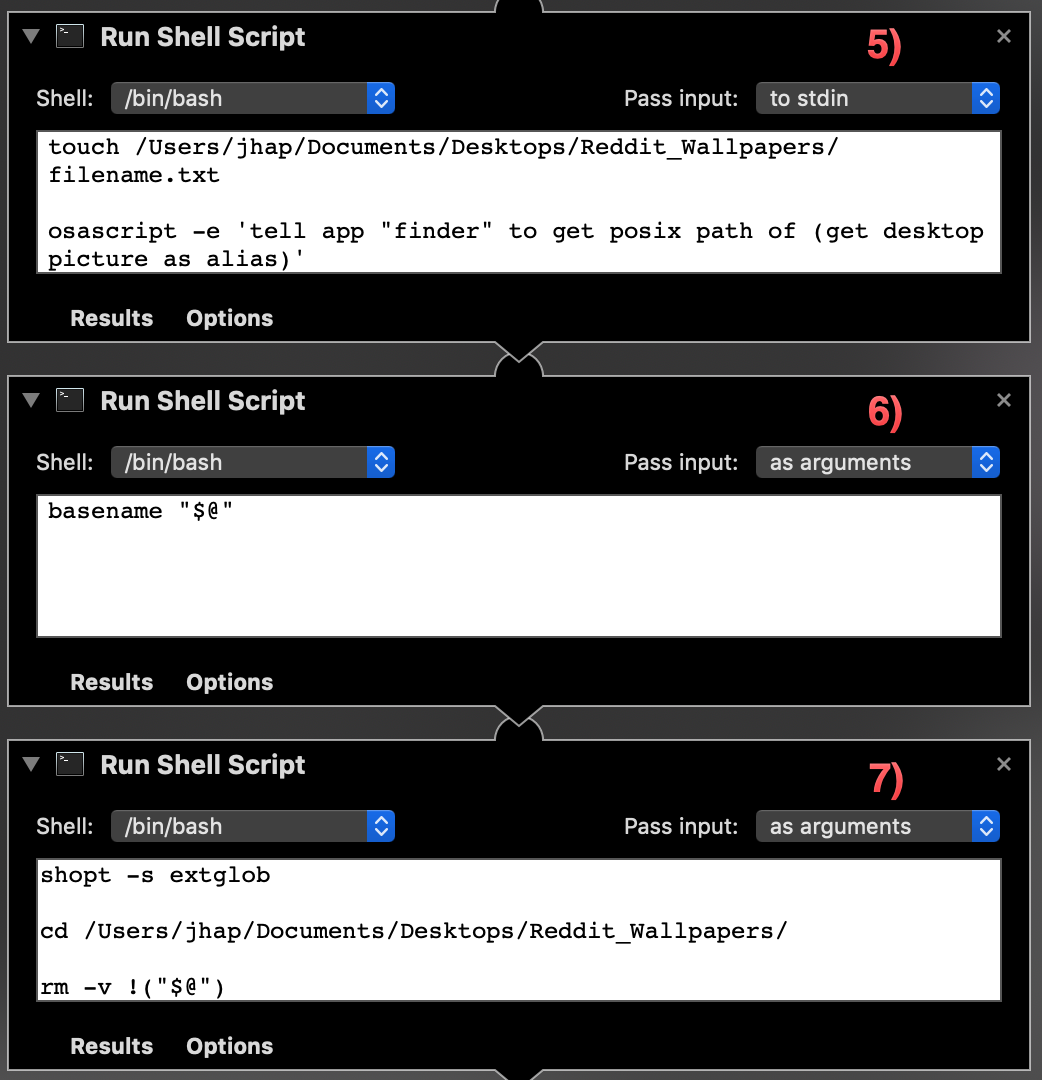 Run Shell Script
5)
Shell: /bin/bash Pass input: to stdin
touch /Users/jhap/Documents/Desktops/Reddit_Wallpapers/
filename.txt
osascript -e 'tell app "finder" to get posix path of (get desktop
picture as alias)'
Results Options
Run Shell Script
6)
Shell: /bin/bash Pass input: as arguments
basename "$@"
Results Options
Run Shell Script
7)
Shell: /bin/bash Pass input: as arguments
shopt -s extglob
cd /Users/jhap/Documents/Desktops/Reddit_Wallpapers/
rm -v !("$@")
Results Options